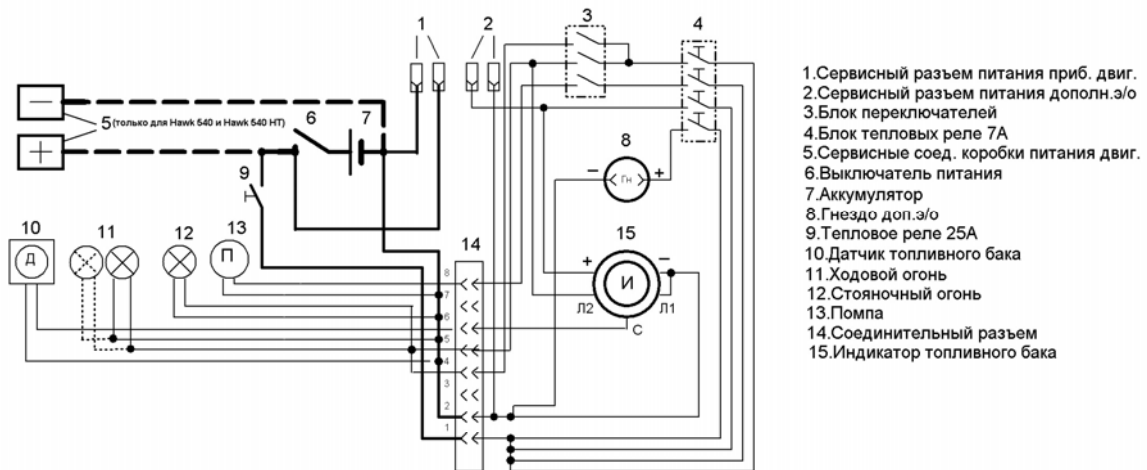 1
2
3
4
5 (только для Hawk 540 и Hawk 540 НТ)
6
7
8
− Гн +
9
10
11
12
13
14
15
Д
П
И
+
−
Л2
Л1
С
8
7
6
5
4
3
2
1
−
+
1.Сервисный разъем питания приб. двиг.
2.Сервисный разъем питания дополн.э/о
3.Блок переключателей
4.Блок тепловых реле 7А
5.Сервисные соед. коробки питания двиг.
6.Выключатель питания
7.Аккумулятор
8.Гнездо доп.э/о
9.Тепловое реле 25А
10.Датчик топливного бака
11.Ходовой огонь
12.Стояночный огонь
13.Помпа
14.Соединительный разъем
15.Индикатор топливного бака